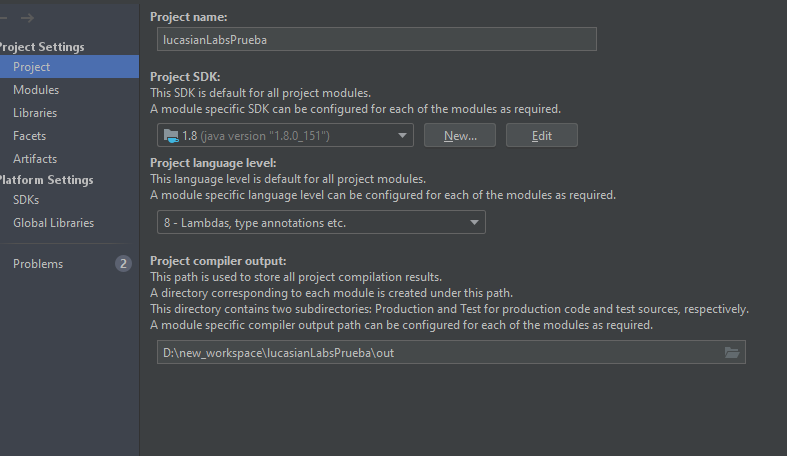 Project Settings
Project
Modules
Libraries
Facets
Artifacts
Platform Settings
SDKs
Global Libraries
Problems 2
Project name:
lucasianLabsPrueba
Project SDK:
This SDK is default for all project modules.
A module specific SDK can be configured for each of the modules as required.
1.8 (java version "1.8.0_151")
New...
Edit
Project language level:
This language level is default for all project modules.
A module specific language level can be configured for each of the modules as required.
8 - Lambdas, type annotations etc.
Project compiler output:
This path is used to store all project compilation results.
A directory corresponding to each module is created under this path.
This directory contains two subdirectories: Production and Test for production code and test sources, respectively.
A module specific compiler output path can be configured for each of the modules as required.
D:\new_workspace\lucasianLabsPrueba\out